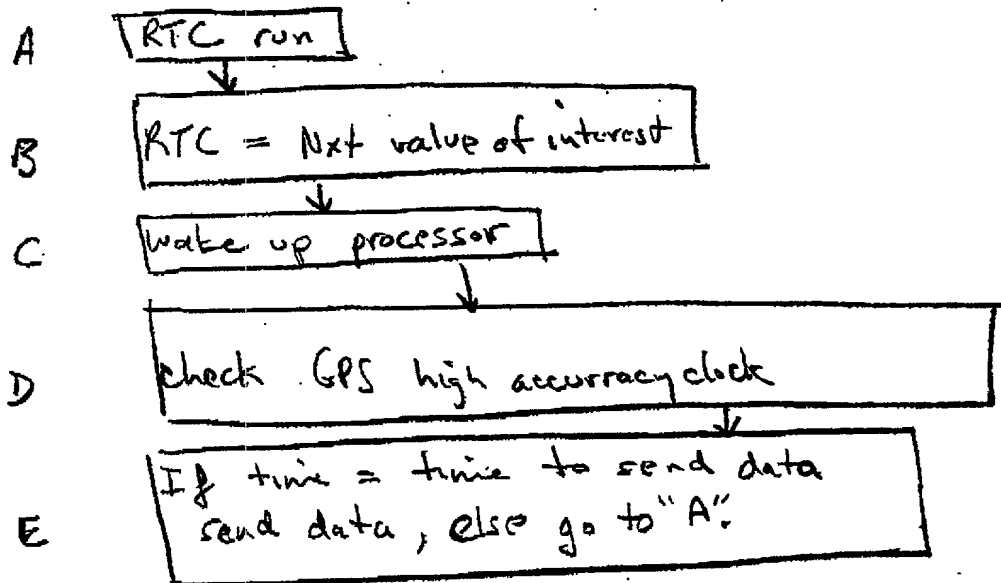 A RTC run
B RTC = Nxt value of interest
C wake up processor
D check GPS high accurracy clock
E If time = time to send data
send data, else go to "A".